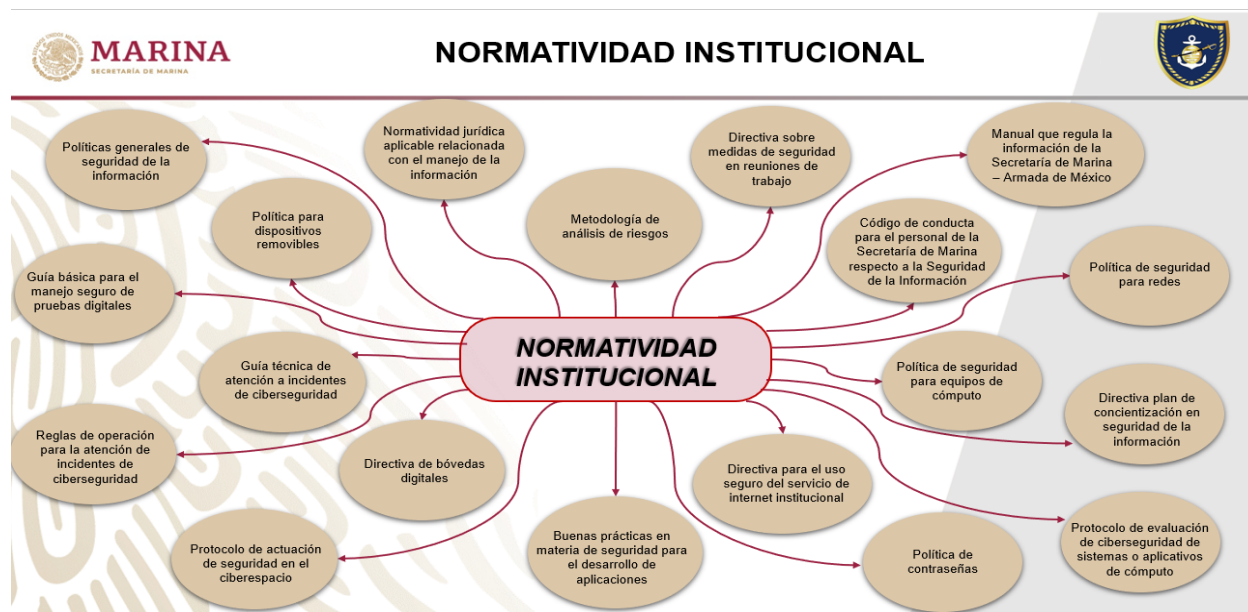 MARINA
SECRETARÍA DE MARINA
NORMATIVIDAD INSTITUCIONAL
Políticas generales de
seguridad de la
información
Normatividad jurídica
aplicable relacionada
con el manejo de la
información
Directiva sobre
medidas de seguridad
en reuniones de
trabajo
Manual que regula la
información de la
Secretaría de Marina
– Armada de México
Política para
dispositivos
removibles
Metodología de
análisis de riesgos
Código de conducta
para el personal de la
Secretaría de Marina
respecto a la Seguridad
de la Información
Guía básica para el
manejo seguro de
pruebas digitales
Política de seguridad
para redes
NORMATIVIDAD
INSTITUCIONAL
Guía técnica de
atención a incidentes
de ciberseguridad
Política de seguridad
para equipos de
cómputo
Reglas de operación
para la atención de
incidentes de
ciberseguridad
Directiva plan de
concientización en
seguridad de la
información
Directiva de bóvedas
digitales
Directiva para el uso
seguro del servicio de
internet institucional
Protocolo de actuación
de seguridad en el
ciberespacio
Buenas prácticas en
materia de seguridad para
el desarrollo de
aplicaciones
Política de
contraseñas
Protocolo de evaluación
de ciberseguridad de
sistemas o aplicativos
de cómputo